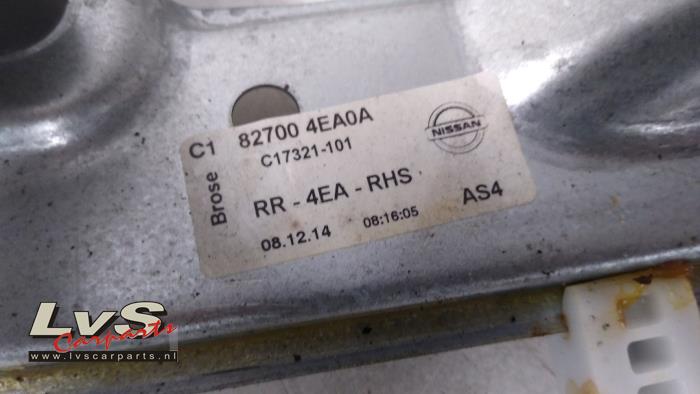 C1 82700 4EA0A
C17321-101
NISSAN
Brose
RR - 4EA - RHS
AS4
08.12.14 08:16:05
LvS
Carparts
www.lvscarparts.nl